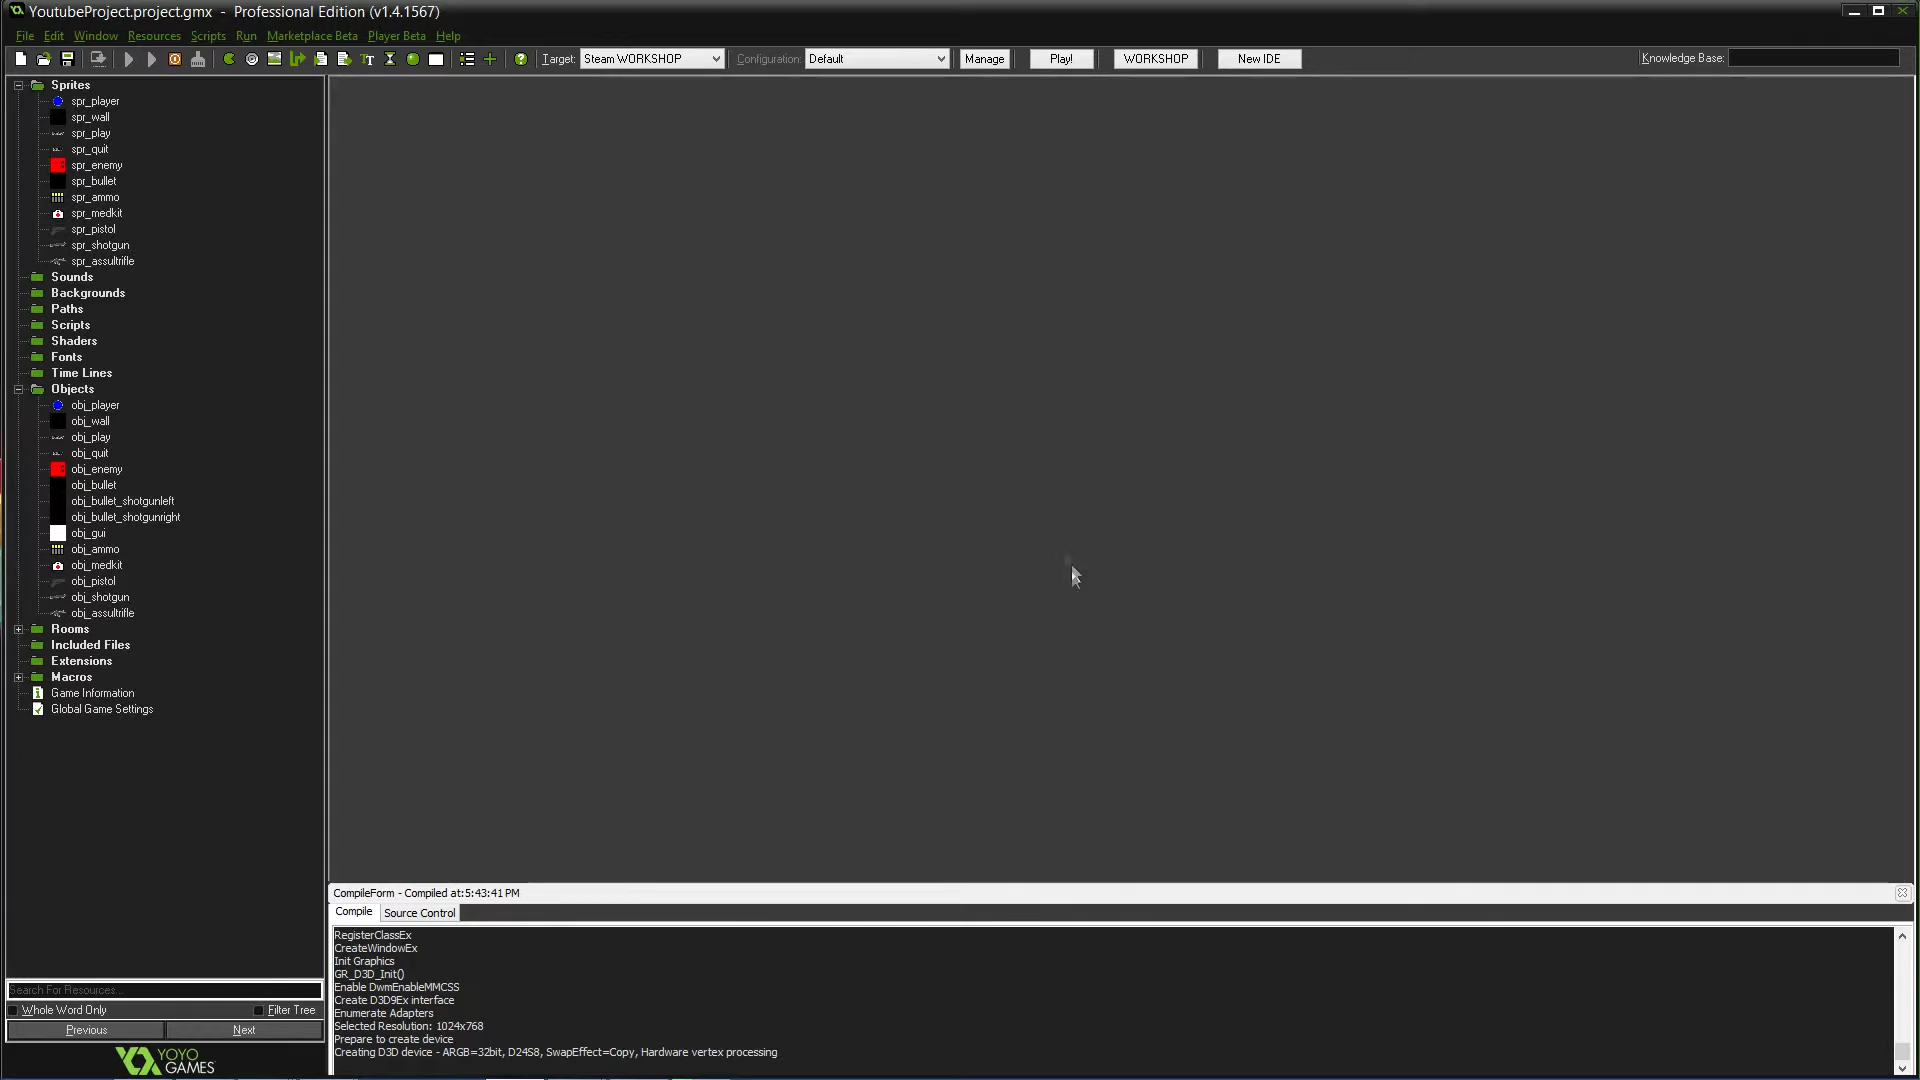 YoutubeProject.project.gmx - Professional Edition (v1.4.1567)
File Edit Window Resources Scripts Run Marketplace Beta Player Beta Help
Target: Steam WORKSHOP Configuration: Default Manage Play! WORKSHOP New IDE Knowledge Base:
Sprites
spr_player
spr_wall
spr_play
spr_quit
spr_enemy
spr_bullet
spr_ammo
spr_medkit
spr_pistol
spr_shotgun
spr_assultrifle
Sounds
Backgrounds
Paths
Scripts
Shaders
Fonts
Time Lines
Objects
obj_player
obj_wall
obj_play
obj_quit
obj_enemy
obj_bullet
obj_bullet_shotgunleft
obj_bullet_shotgunright
obj_gui
obj_ammo
obj_medkit
obj_pistol
obj_shotgun
obj_assultrifle
Rooms
Included Files
Extensions
Macros
Game Information
Global Game Settings
CompileForm - Compiled at:5:43:41 PM
Compile Source Control
RegisterClassEx
CreateWindowEx
Init Graphics
GR_D3D_Init()
Enable DwmEnableMMCSS
Create D3D9Ex interface
Enumerate Adapters
Selected Resolution: 1024x768
Prepare to create device
Creating D3D device - ARGB=32bit, D24S8, SwapEffect=Copy, Hardware vertex processing
Search For Resources...
Whole Word Only Filter Tree
Previous Next
YOYO
GAMES